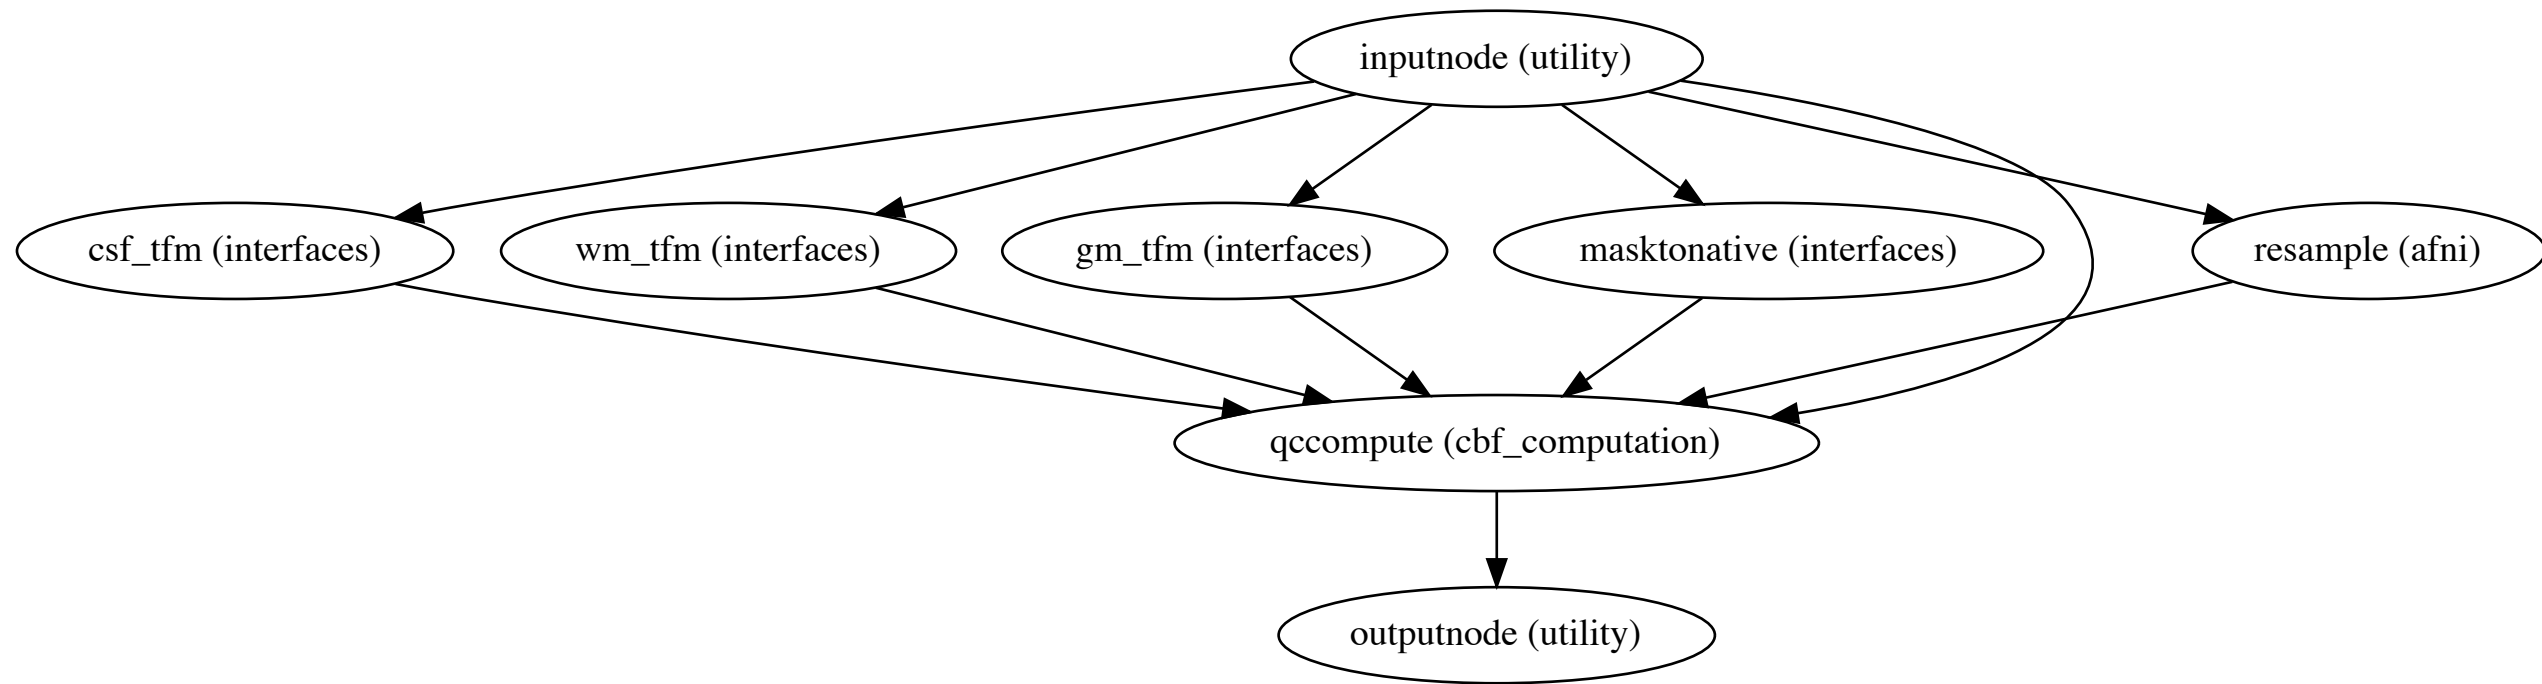 inputnode (utility)
csf_tfm (interfaces)
wm_tfm (interfaces)
gm_tfm (interfaces)
masktonative (interfaces)
resample (afni)
qccompute (cbf_computation)
outputnode (utility)